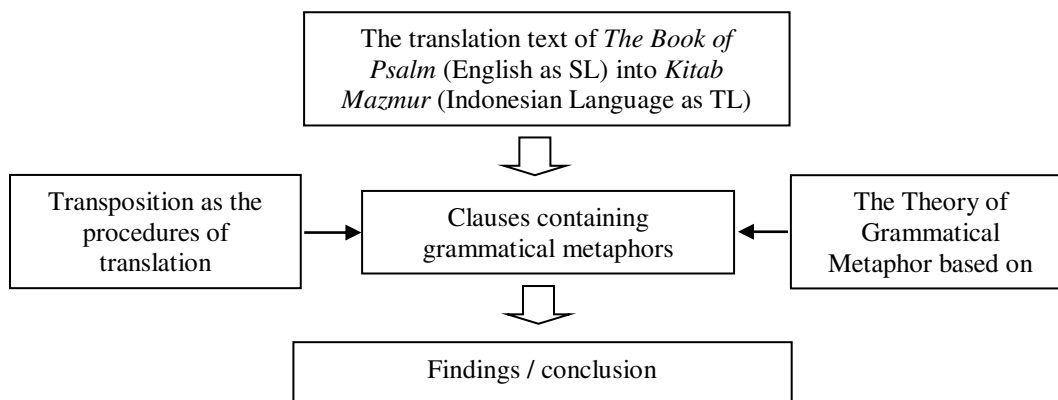 The translation text of The Book of
Psalm (English as SL) into Kitab
Mazmur (Indonesian Language as TL)
Transposition as the
procedures of
translation
Clauses containing
grammatical metaphors
The Theory of
Grammatical
Metaphor based on
Findings / conclusion